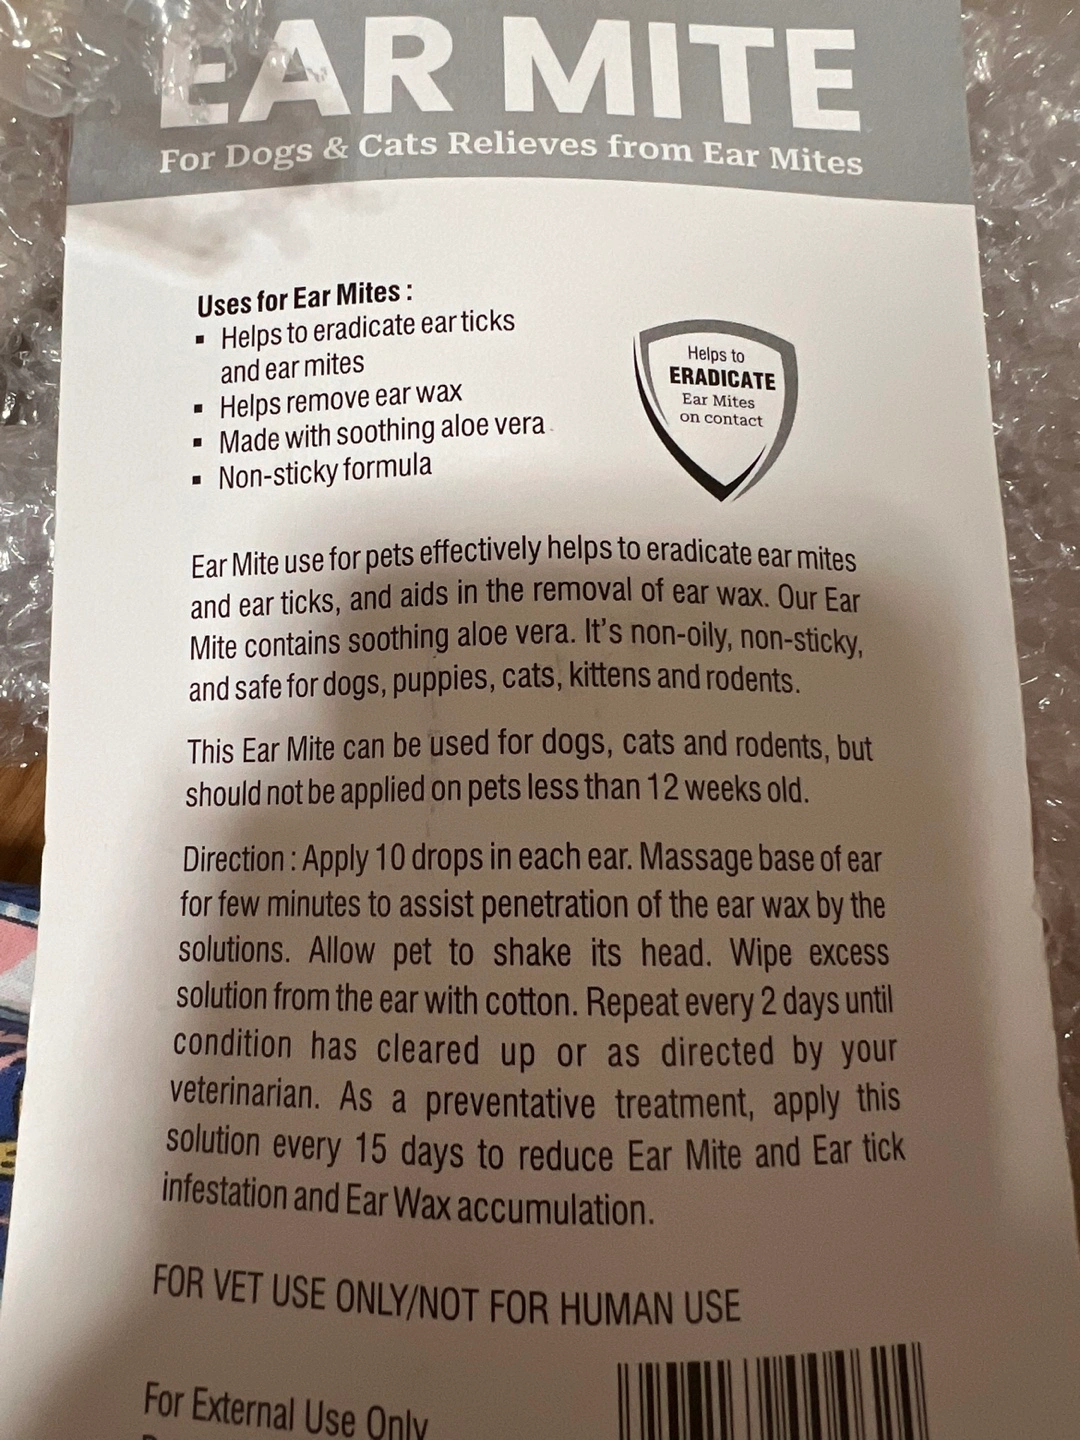 EAR MITE
For Dogs & Cats Relieves from Ear Mites
Uses for Ear Mites :
▪ Helps to eradicate ear ticks
and ear mites
▪ Helps remove ear wax
▪ Made with soothing aloe vera
▪ Non-sticky formula
Helps to
ERADICATE
Ear Mites
on contact
Ear Mite use for pets effectively helps to eradicate ear mites
and ear ticks, and aids in the removal of ear wax. Our Ear
Mite contains soothing aloe vera. It's non-oily, non-sticky,
and safe for dogs, puppies, cats, kittens and rodents.
This Ear Mite can be used for dogs, cats and rodents, but
should not be applied on pets less than 12 weeks old.
Direction : Apply 10 drops in each ear. Massage base of ear
for few minutes to assist penetration of the ear wax by the
solutions. Allow pet to shake its head. Wipe excess
solution from the ear with cotton. Repeat every 2 days until
condition has cleared up or as directed by your
veterinarian. As a preventative treatment, apply this
solution every 15 days to reduce Ear Mite and Ear tick
infestation and Ear Wax accumulation.
FOR VET USE ONLY/NOT FOR HUMAN USE
For External Use Only